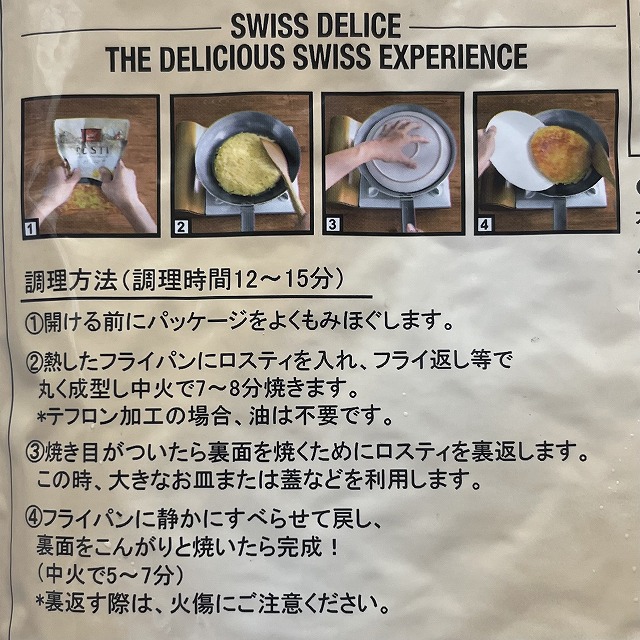 SWISS DELICE
THE DELICIOUS SWISS EXPERIENCE
RÖSTI
1
2
3
4
調理方法(調理時間12～15分)
①開ける前にパッケージをよくもみほぐします。
②熱したフライパンにロスティを入れ、フライ返し等で
丸く成型し中火で7～8分焼きます。
*テフロン加工の場合、油は不要です。
③焼き目がついたら裏面を焼くためにロスティを裏返します。
この時、大きなお皿または蓋などを利用します。
④フライパンに静かにすべらせて戻し、
裏面をこんがりと焼いたら完成！
(中火で5～7分)
*裏返す際は、火傷にご注意ください。